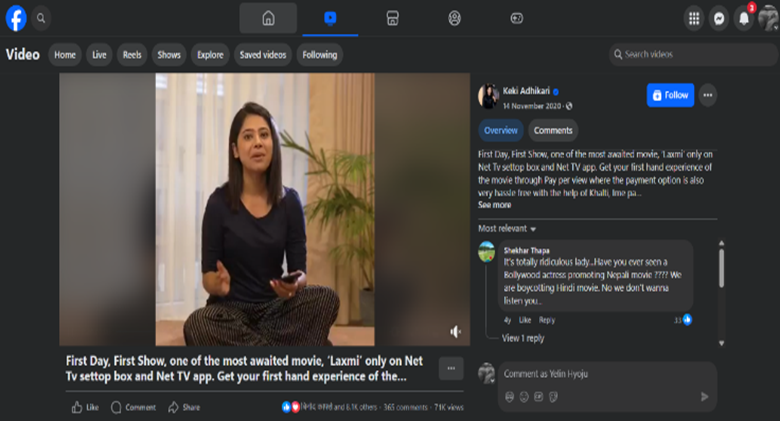 3
Video
Home
Live
Reels
Shows
Explore
Saved videos
Following
Search videos
Keki Adhikari
14 November 2020 ·
Follow
Overview
Comments
First Day, First Show, one of the most awaited movie, 'Laxmi' only on
Net Tv settop box and Net TV app. Get your first hand experience of
the movie through Pay per view where the payment option is also
very hassle free with the help of Khalti, Ime pa...
See more
Most relevant
Shekhar Thapa
It's totally ridiculous lady...Have you ever seen a
Bollywood actress promoting Nepali movie ???? We
are boycotting Hindi movie. No we don't wanna
listen you..
4y Like Reply
33
View 1 reply
First Day, First Show, one of the most awaited movie, 'Laxmi' only on Net
Tv settop box and Net TV app. Get your first hand experience of the...
Like
Comment
Share
and 6.1K others · 365 comments · 71K views
Comment as Yelin Hyoju